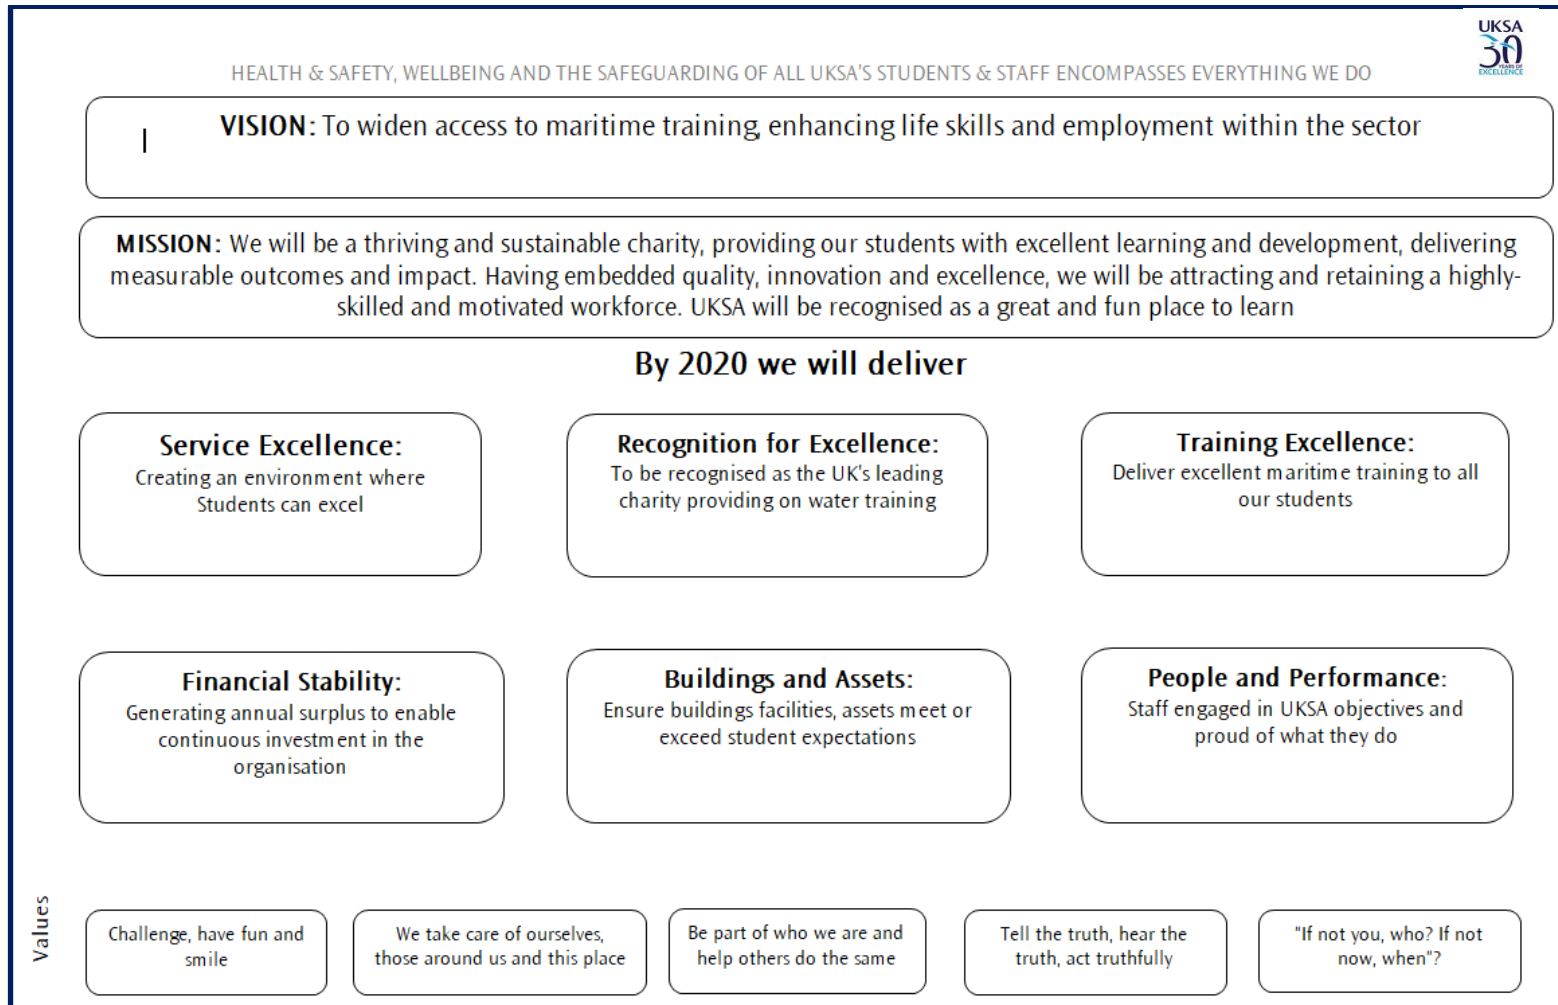 UKSA
30
YEARS OF
EXCELLENCE
HEALTH & SAFETY, WELLBEING AND THE SAFEGUARDING OF ALL UKSA'S STUDENTS & STAFF ENCOMPASSES EVERYTHING WE DO
VISION: To widen access to maritime training, enhancing life skills and employment within the sector
MISSION: We will be a thriving and sustainable charity, providing our students with excellent learning and development, delivering
measurable outcomes and impact. Having embedded quality, innovation and excellence, we will be attracting and retaining a highly-
skilled and motivated workforce. UKSA will be recognised as a great and fun place to learn
By 2020 we will deliver
Service Excellence:
Creating an environment where
Students can excel
Recognition for Excellence:
To be recognised as the UK's leading
charity providing on water training
Training Excellence:
Deliver excellent maritime training to all
our students
Financial Stability:
Generating annual surplus to enable
continuous investment in the
organisation
Buildings and Assets:
Ensure buildings facilities, assets meet or
exceed student expectations
People and Performance:
Staff engaged in UKSA objectives and
proud of what they do
Values
Challenge, have fun and
smile
We take care of ourselves,
those around us and this place
Be part of who we are and
help others do the same
Tell the truth, hear the
truth, act truthfully
"If not you, who? If not
now, when"?